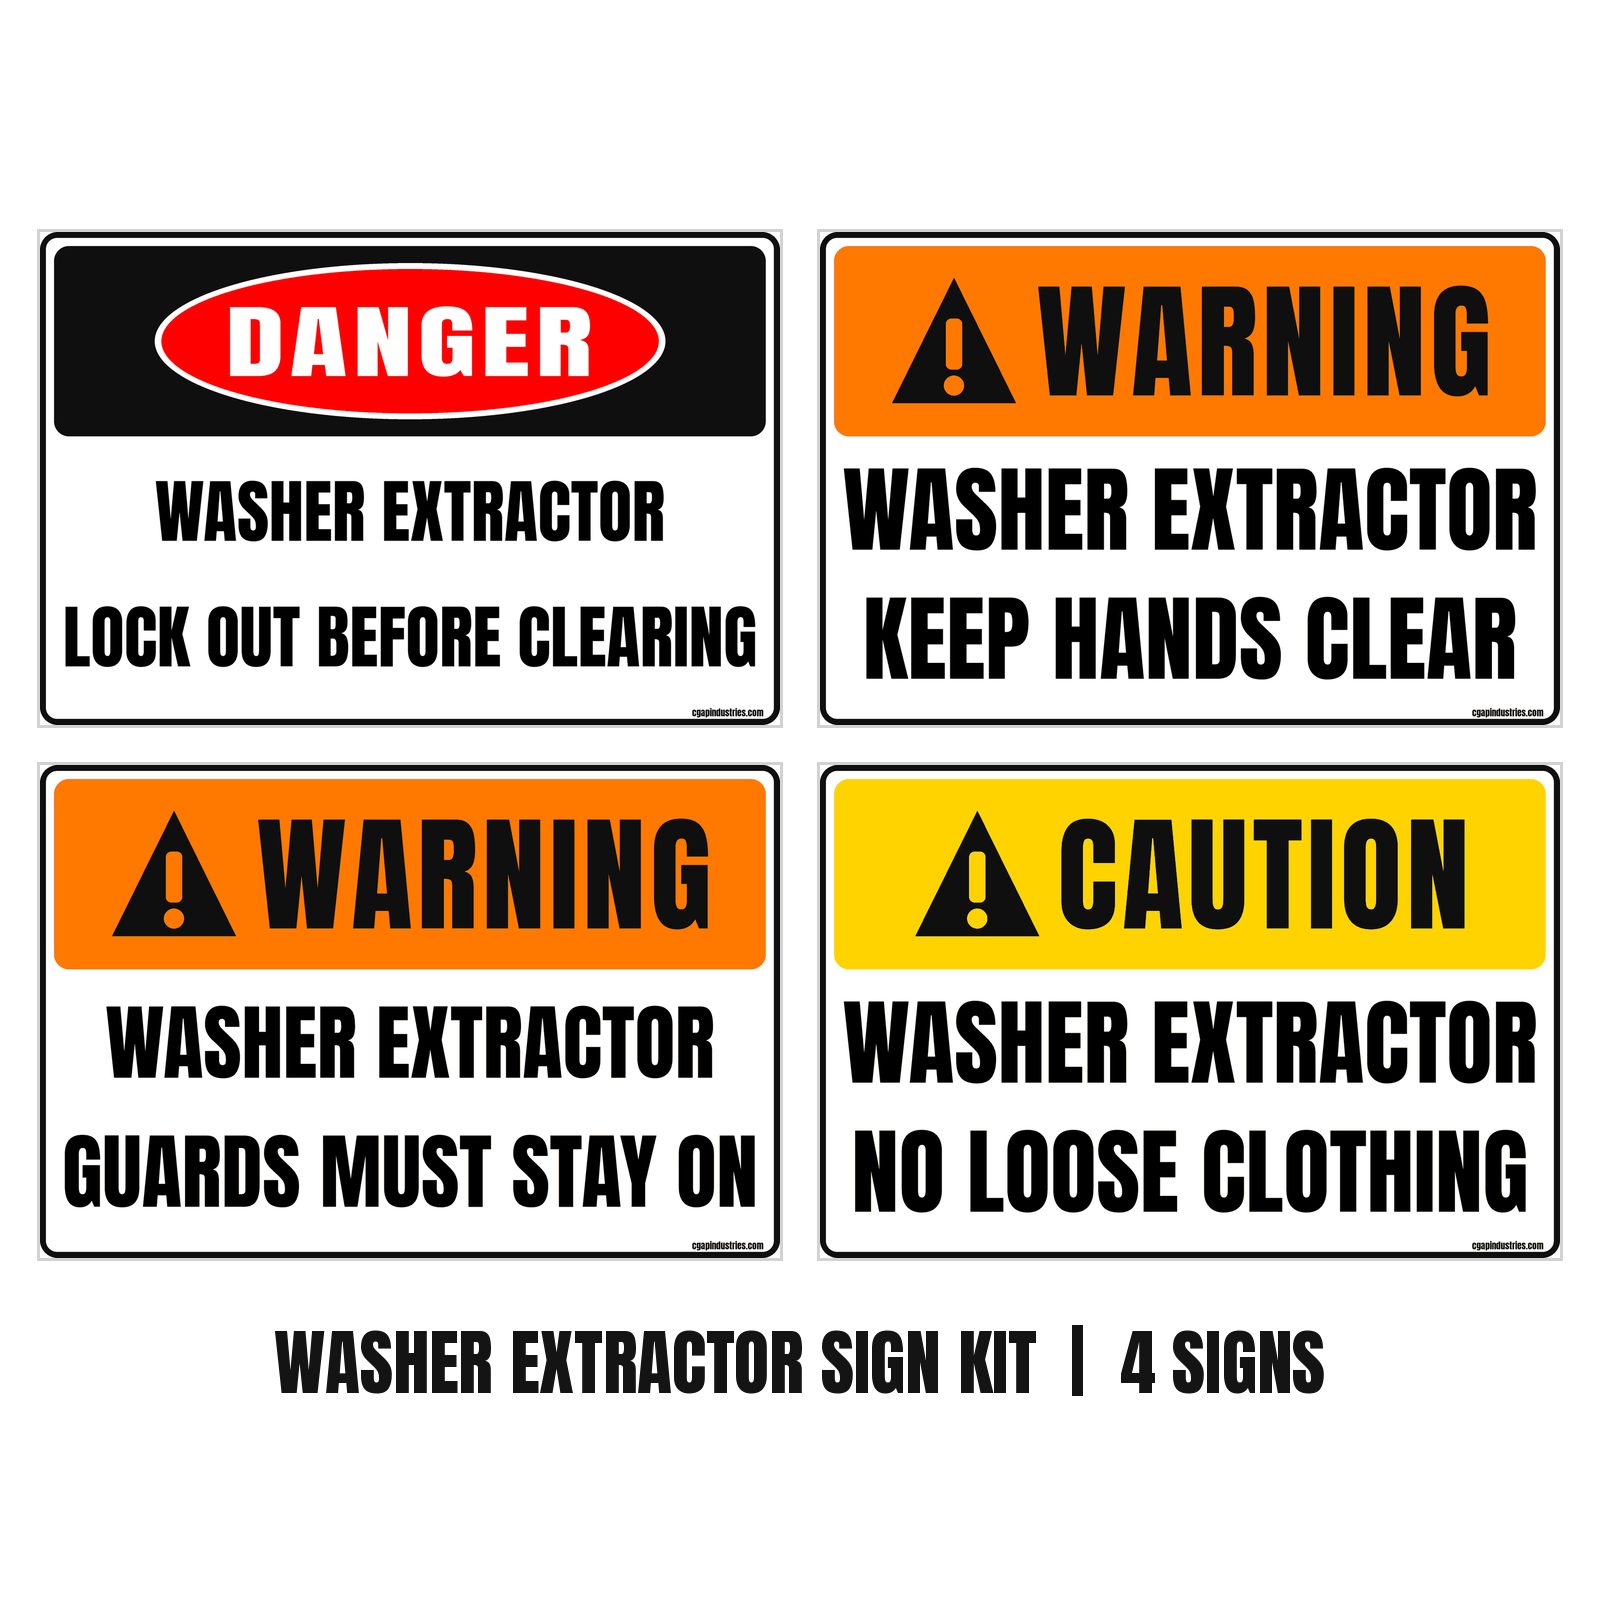 DANGER
WASHER EXTRACTOR
LOCK OUT BEFORE CLEARING
cgapindustries.com
WARNING
WASHER EXTRACTOR
KEEP HANDS CLEAR
cgapindustries.com
WARNING
WASHER EXTRACTOR
GUARDS MUST STAY ON
cgapindustries.com
CAUTION
WASHER EXTRACTOR
NO LOOSE CLOTHING
cgapindustries.com
WASHER EXTRACTOR SIGN KIT | 4 SIGNS